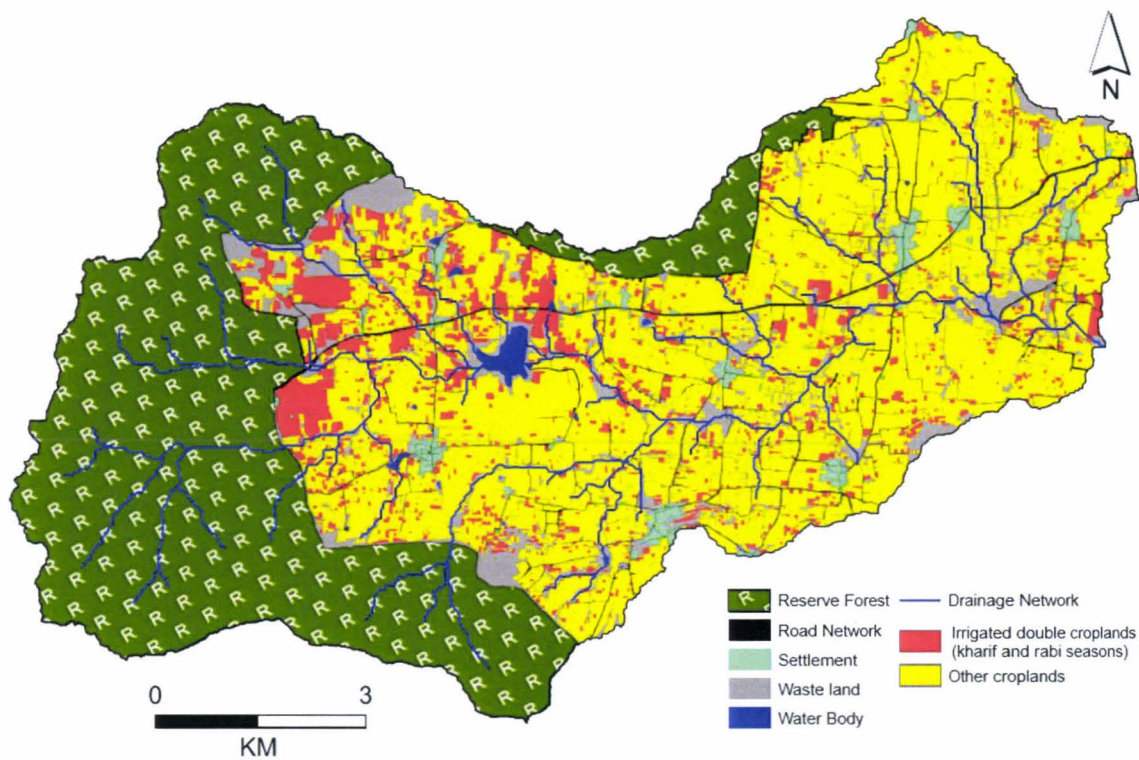 N
Reserve Forest
Road Network
Settlement
Waste land
Water Body
Drainage Network
Irrigated double croplands
(kharif and rabi seasons)
Other croplands
0 3
KM
R